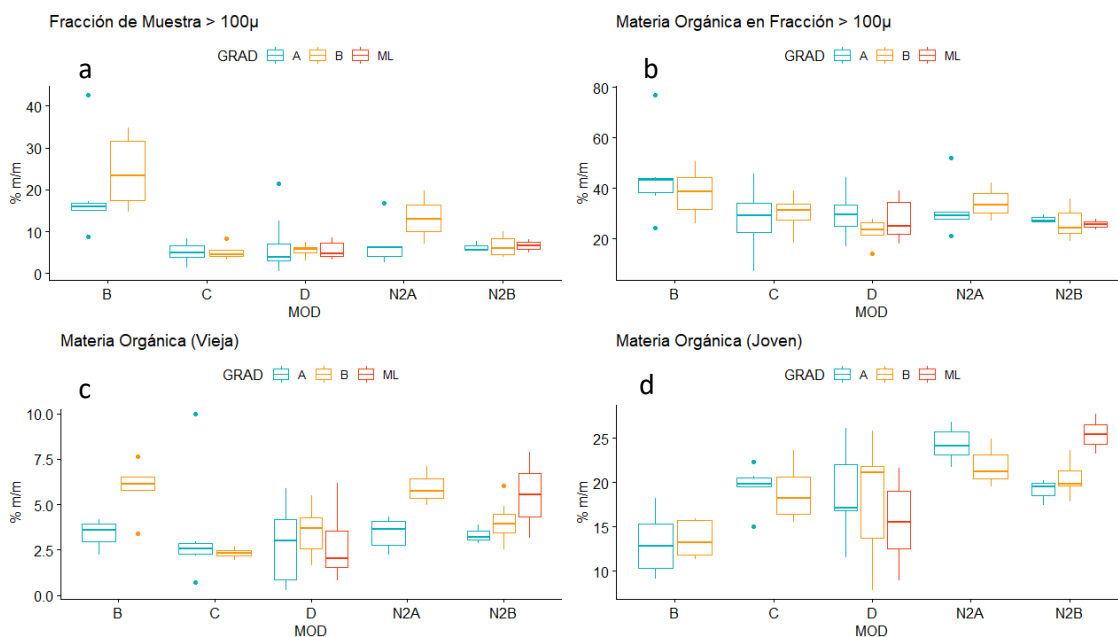 Fracción de Muestra > 100µ
GRAD A B ML
a
40
30
20
10
0
% m/m
B C D N2A N2B
MOD
Materia Orgánica en Fracción > 100µ
GRAD A B ML
b
80
60
40
20
% m/m
B C D N2A N2B
MOD
Materia Orgánica (Vieja)
GRAD A B ML
c
10.0
7.5
5.0
2.5
0.0
% m/m
B C D N2A N2B
MOD
Materia Orgánica (Joven)
GRAD A B ML
d
25
20
15
10
% m/m
B C D N2A N2B
MOD